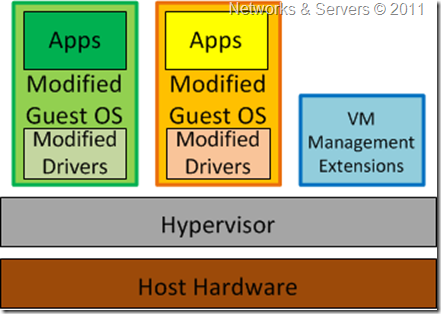 Networks & Servers © 2011
Apps
Modified
Guest OS
Modified
Drivers
Apps
Modified
Guest OS
Modified
Drivers
VM
Management
Extensions
Hypervisor
Host Hardware